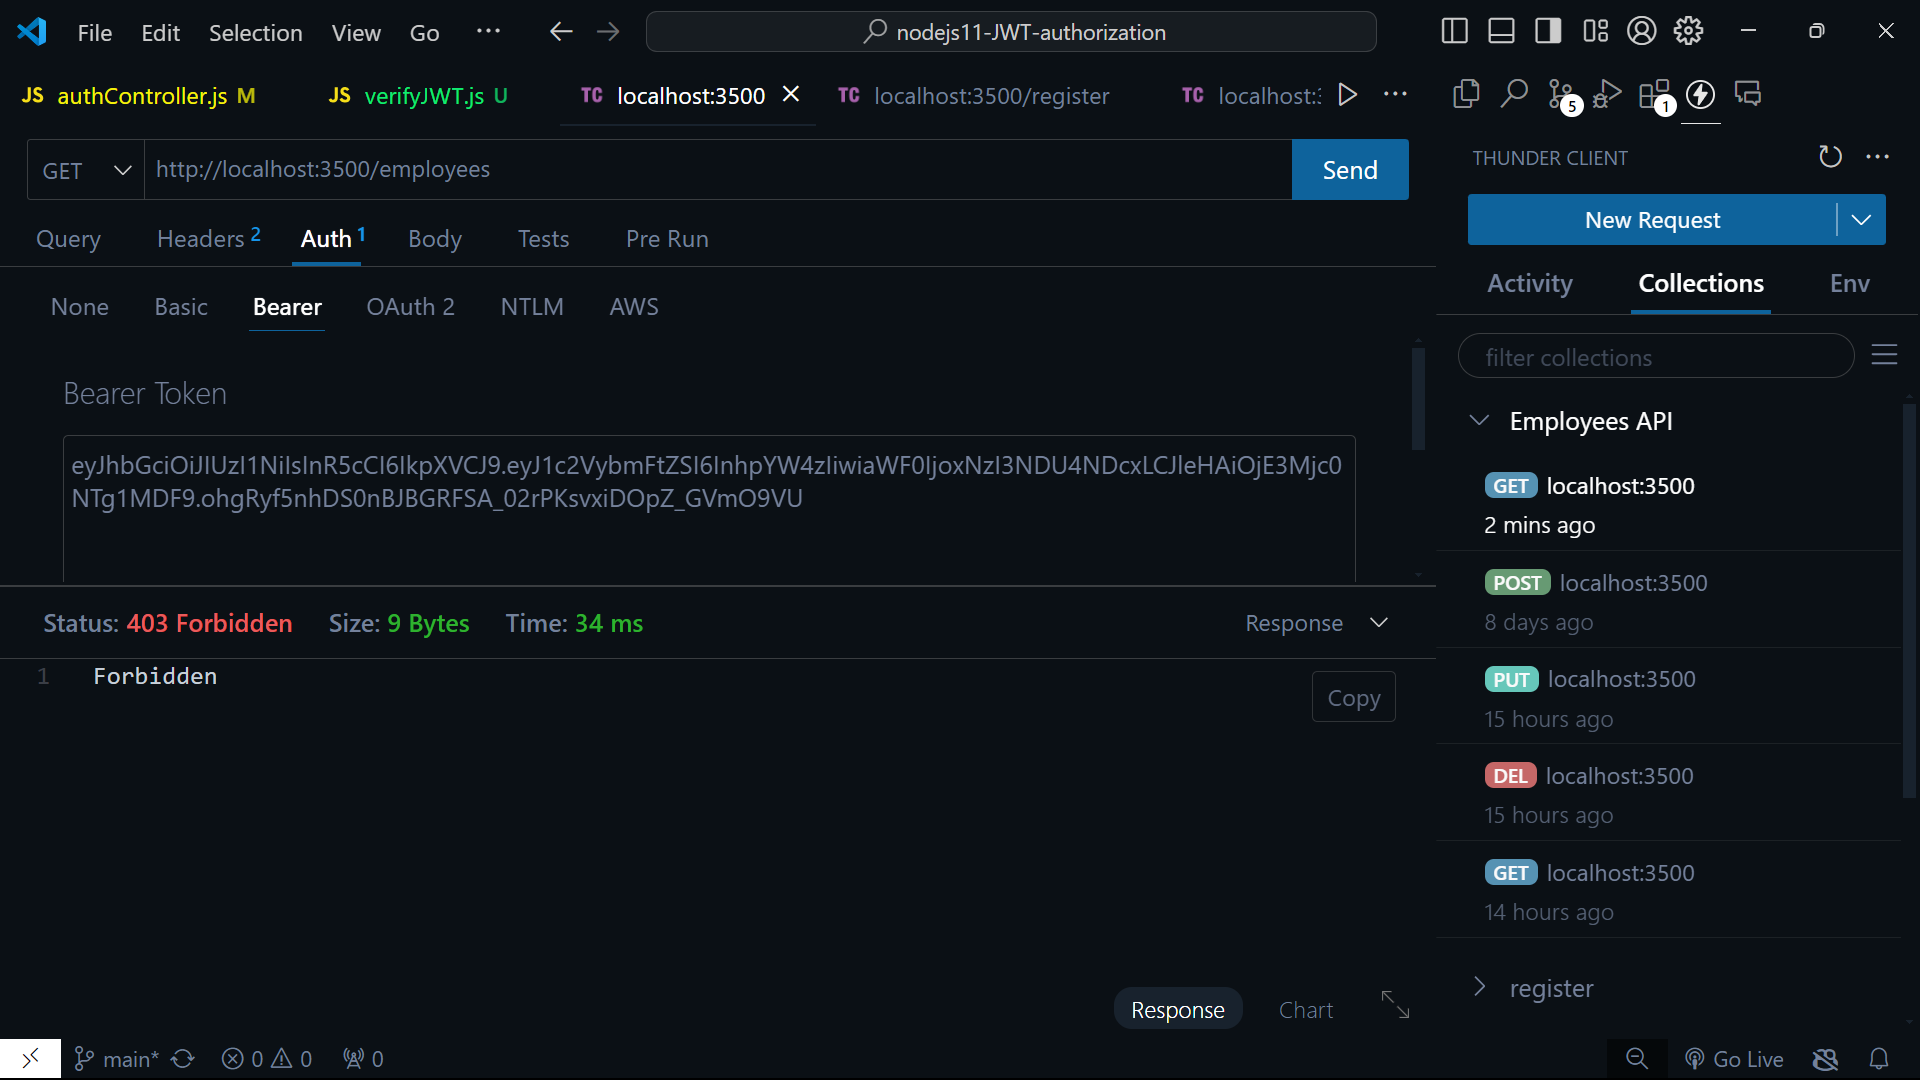 File Edit Selection View Go ···
nodejs11-JWT-authorization
JS authController.js M
JS verifyJWT.js U
TC localhost:3500
TC localhost:3500/register
TC localhost:
5
1
GET
http://localhost:3500/employees
Send
Query Headers 2 Auth 1 Body Tests Pre Run
None Basic Bearer OAuth 2 NTLM AWS
Bearer Token
eyJhbGciOiJIUzI1NiIsInR5cCI6IkpXVCJ9.eyJ1c2VybmFtZSI6InhpYW4zIiwiaWF0IjoxNzI3NDU4NDcxLCJleHAiOjE3Mjc0
NTg1MDF9.ohgRyf5nhDS0nBJBGRFSA_02rPKsvxiDOpZ_GVmO9VU
Status: 403 Forbidden Size: 9 Bytes Time: 34 ms
Response
1 Forbidden
Copy
Response Chart
THUNDER CLIENT
New Request
Activity Collections Env
filter collections
Employees API
GET localhost:3500
2 mins ago
POST localhost:3500
8 days ago
PUT localhost:3500
15 hours ago
DEL localhost:3500
15 hours ago
GET localhost:3500
14 hours ago
register
main* 0 0 0
Go Live